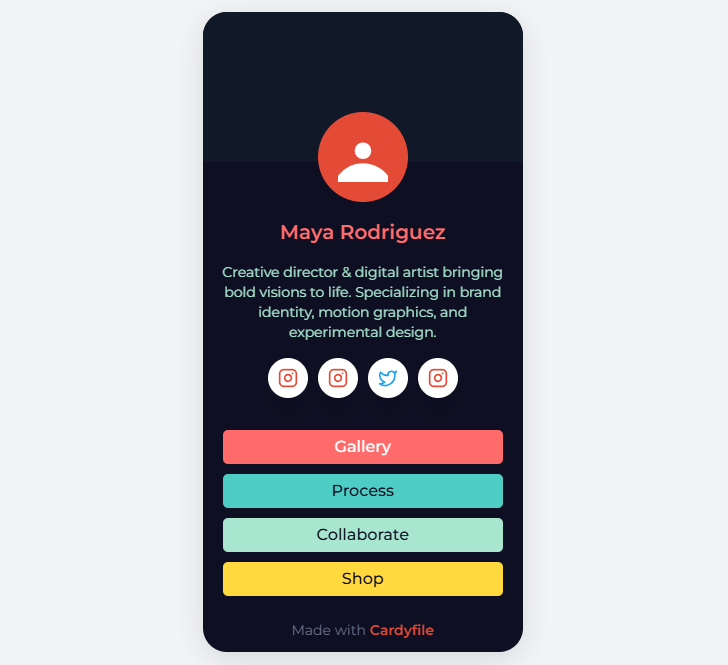 Maya Rodriguez
Creative director & digital artist bringing
bold visions to life. Specializing in brand
identity, motion graphics, and
experimental design.
Gallery
Process
Collaborate
Shop
Made with Cardyfile